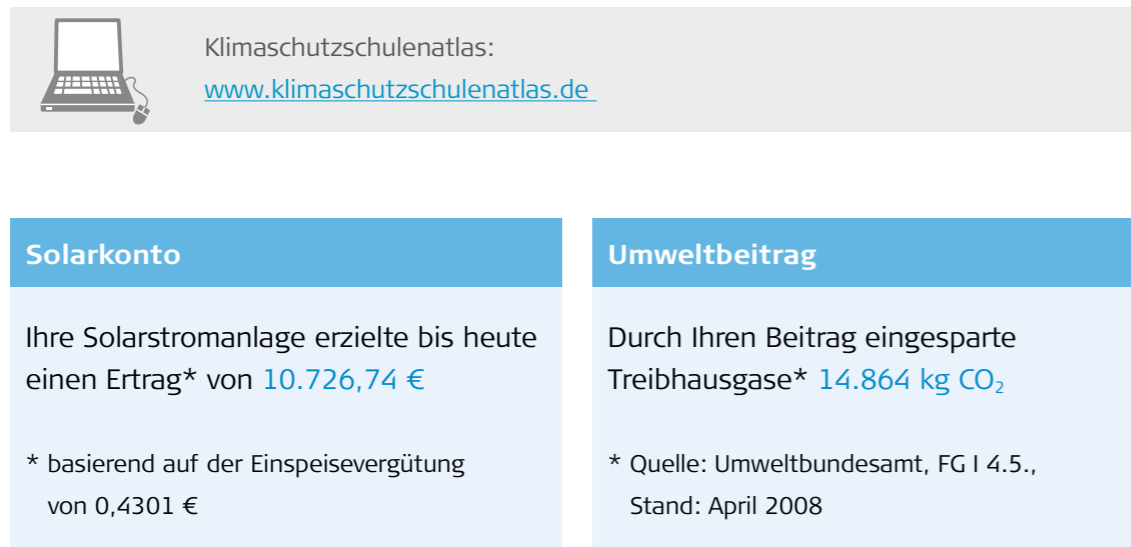 Klimaschutzschulenatlas:
www.klimaschutzschulenatlas.de
Solarkonto
Ihre Solarstromanlage erzielte bis heute
einen Ertrag* von 10.726,74 €
* basierend auf der Einspeisevergütung
von 0,4301 €
Umweltbeitrag
Durch Ihren Beitrag eingesparte
Treibhausgase* 14.864 kg CO₂
* Quelle: Umweltbundesamt, FG I 4.5.,
Stand: April 2008